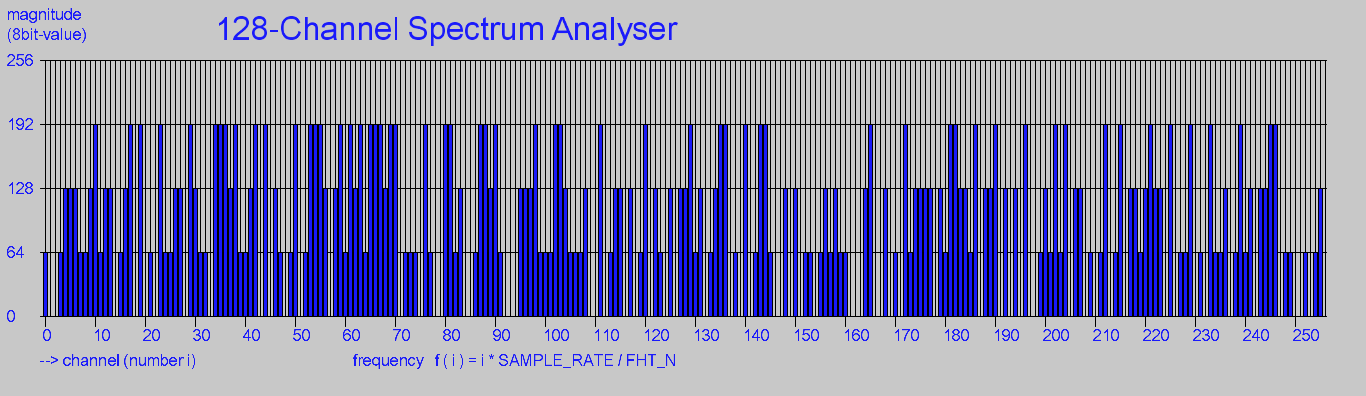 magnitude
(8bit-value)
128-Channel Spectrum Analyser
256
192
128
64
0
0 10 20 30 40 50 60 70 80 90 100 110 120 130 140 150 160 170 180 190 200 210 220 230 240 250
--> channel (number i) frequency f ( i ) = i * SAMPLE_RATE / FHT_N